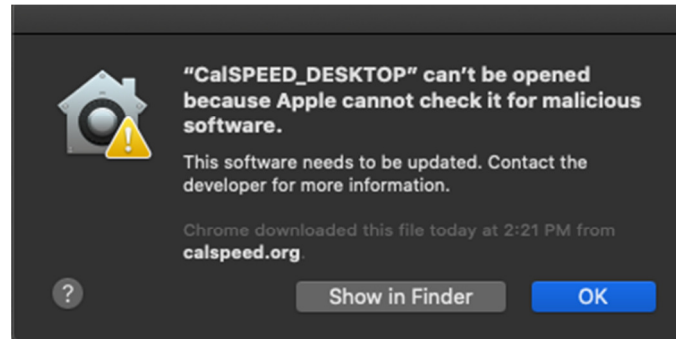 “CalSPEED_DESKTOP” can’t be opened
because Apple cannot check it for malicious
software.
This software needs to be updated. Contact the
developer for more information.
Chrome downloaded this file today at 2:21 PM from
calspeed.org.
?
Show in Finder
OK